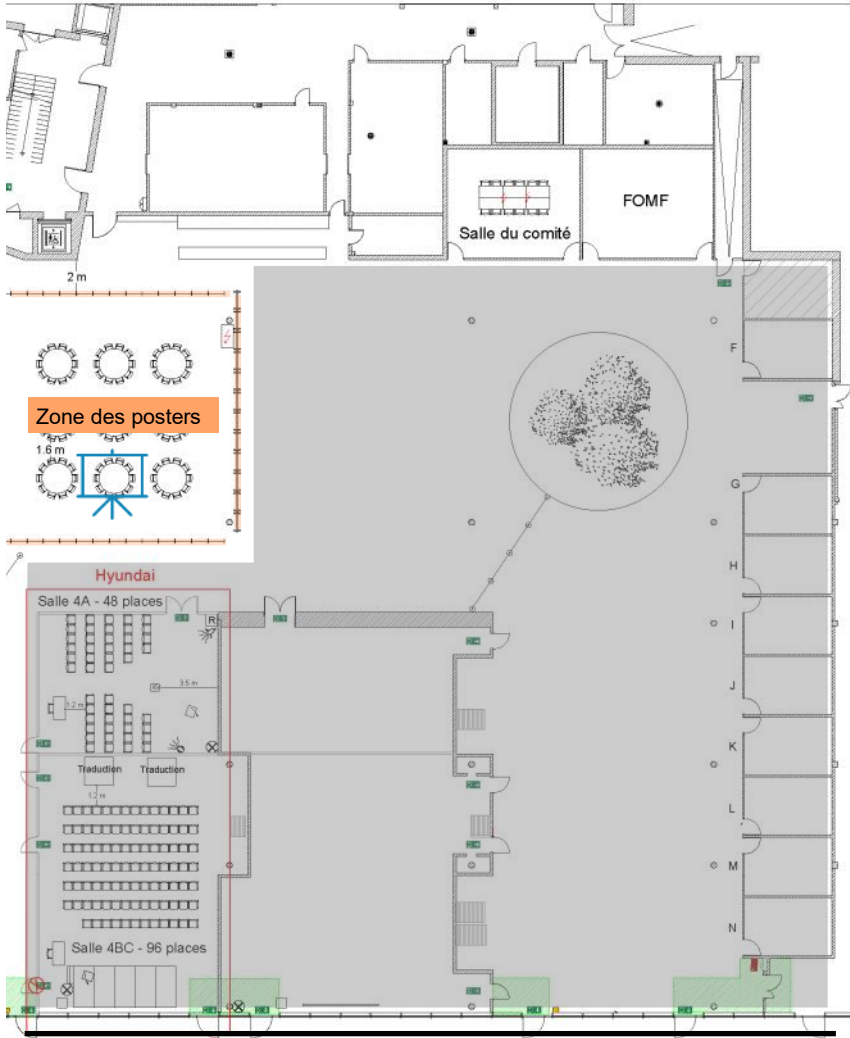 Salle du comité
FOMF
2 m
F
Zone des posters
1.6 m
G
H
Hyundai
Salle 4A - 48 places
R
I
3.5 m
1.2 m
J
K
Traduction
Traduction
1.2 m
L
M
N
Salle 4BC - 96 places